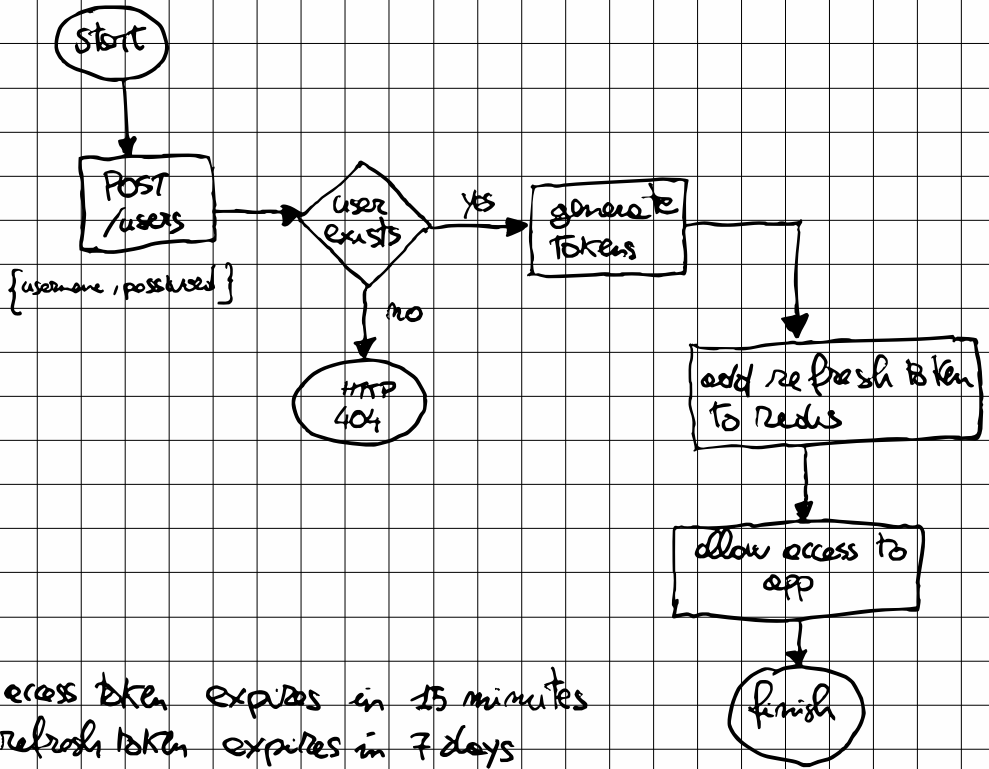 start
POST
/users
{username, password}
user
exists
yes
no
HTTP
404
generate
tokens
add refresh token
to redis
allow access to
app
finish
access token expires in 15 minutes
refresh token expires in 7 days